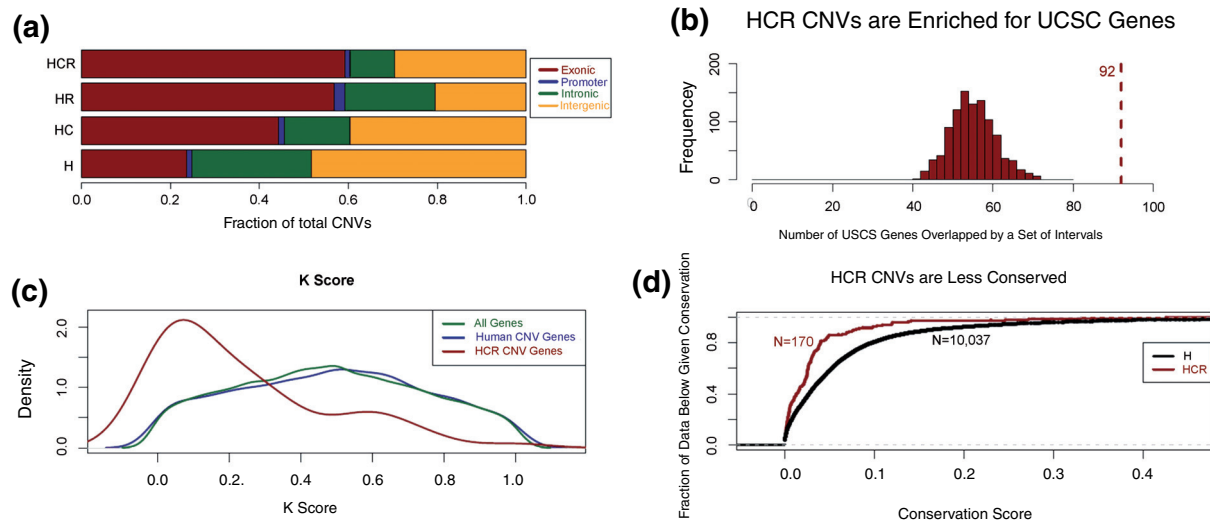 (a)
HCR
HR
HC
H
0.0 0.2 0.4 0.6 0.8 1.0
Fraction of total CNVs
Exonic
Promoter
Intronic
Intergenic
(b) HCR CNVs are Enriched for UCSC Genes
Frequencey
200
100
0
92
0 0 20 40 60 80 100
Number of USCS Genes Overlapped by a Set of Intervals
(c)
K Score
Density
2.0
1.0
0.0
All Genes
Human CNV Genes
HCR CNV Genes
0.0 0.2. 0.4 0.6 0.8 1.0
K Score
(d) HCR CNVs are Less Conserved
Fraction of Data Below Given Conservation
0.8
0.4
0.0
N=170
N=10,037
H
HCR
0.0 0.1 0.2 0.3 0.4
Conservation Score